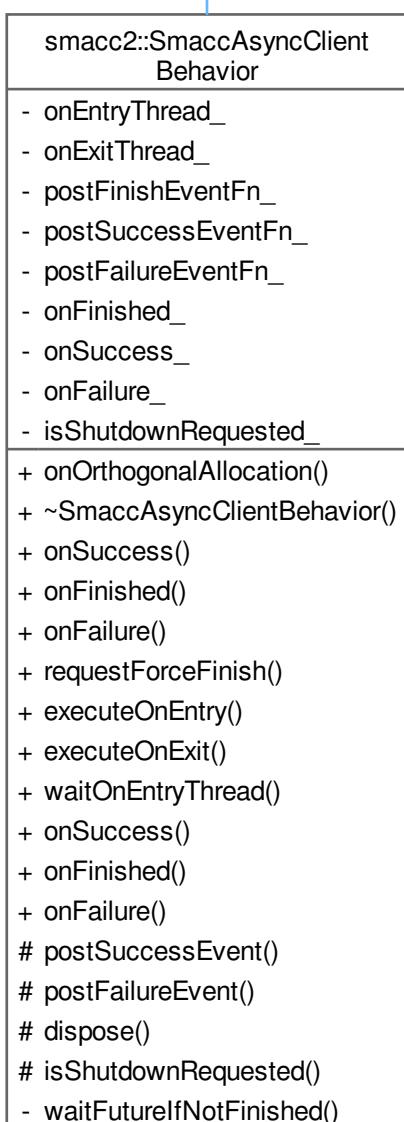 smacc2::SmaccAsyncClient
Behavior
- onEntryThread_
- onExitThread_
- postFinishEventFn_
- postSuccessEventFn_
- postFailureEventFn_
- onFinished_
- onSuccess_
- onFailure_
- isShutdownRequested_
+ onOrthogonalAllocation()
+ ~SmaccAsyncClientBehavior()
+ onSuccess()
+ onFinished()
+ onFailure()
+ requestForceFinish()
+ executeOnEntry()
+ executeOnExit()
+ waitOnEntryThread()
+ onSuccess()
+ onFinished()
+ onFailure()
# postSuccessEvent()
# postFailureEvent()
# dispose()
# isShutdownRequested()
- waitFutureIfNotFinished()